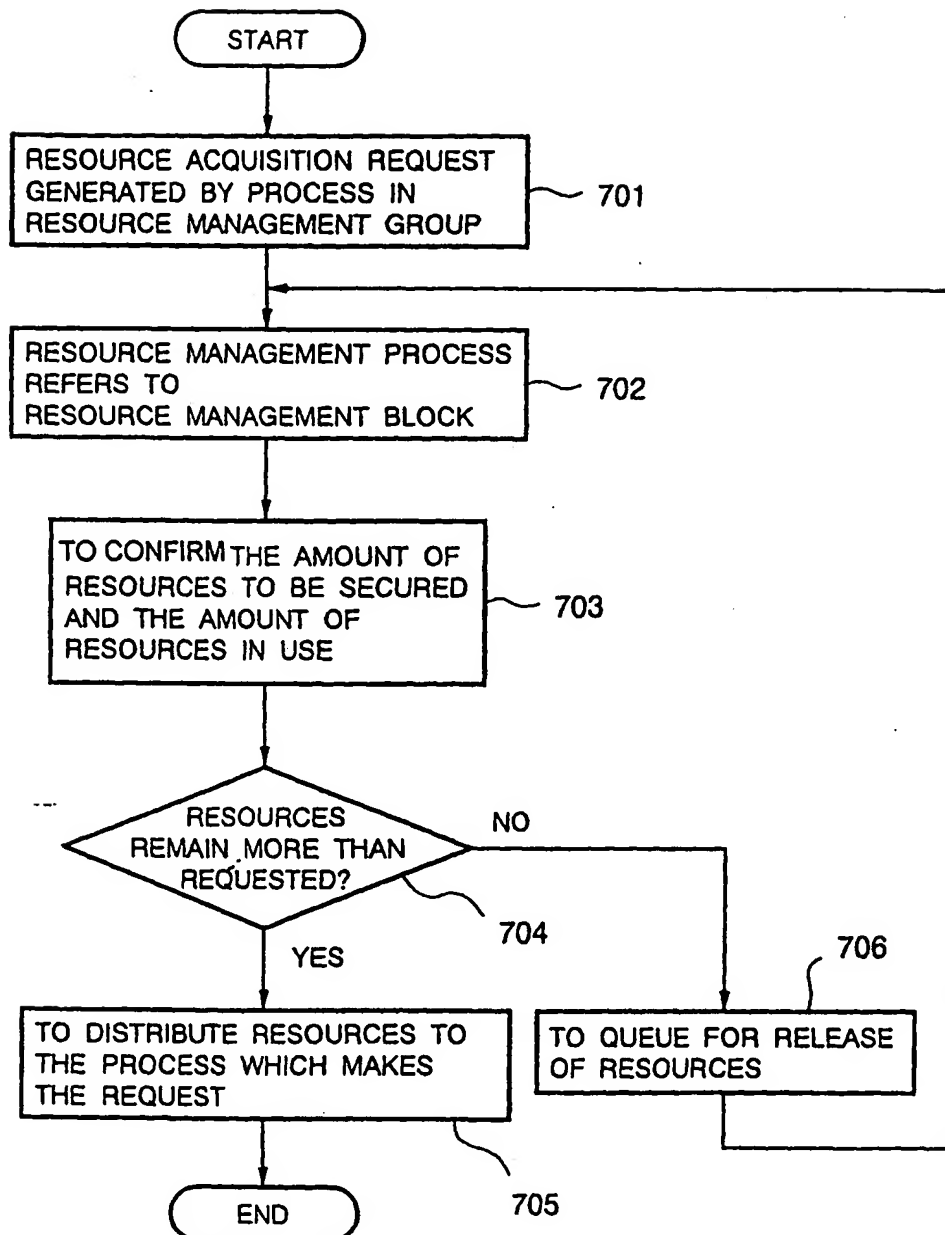 START
RESOURCE ACQUISITION REQUEST
GENERATED BY PROCESS IN
RESOURCE MANAGEMENT GROUP
701
RESOURCE MANAGEMENT PROCESS
REFERS TO
RESOURCE MANAGEMENT BLOCK
702
TO CONFIRM THE AMOUNT OF
RESOURCES TO BE SECURED
AND THE AMOUNT OF
RESOURCES IN USE
703
RESOURCES
REMAIN MORE THAN
REQUESTED?
NO
704
YES
706
TO DISTRIBUTE RESOURCES TO
THE PROCESS WHICH MAKES
THE REQUEST
TO QUEUE FOR RELEASE
OF RESOURCES
705
END